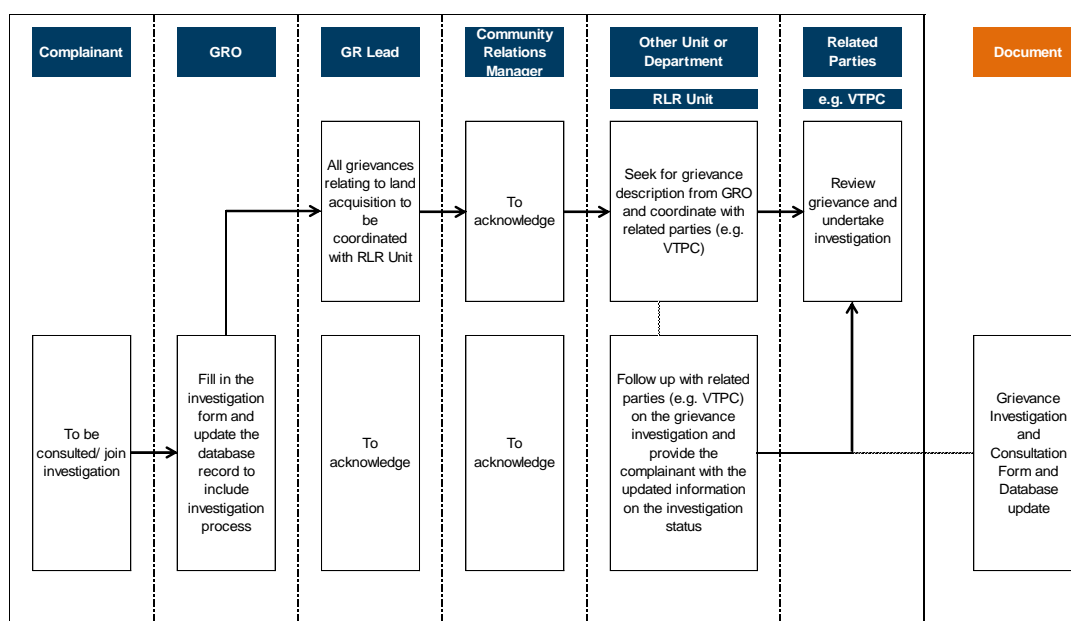 Complainant
GRO
GR Lead
Community
Relations
Manager
Other Unit or
Department
Related
Parties
Document
RLR Unit
e.g. VTPC
All grievances
relating to land
acquisition to
be
coordinated
with RLR Unit
To
acknowledge
Seek for grievance
description from GRO
and coordinate with
related parties (e.g.
VTPC)
Review
grievance and
undertake
investigation
To be
consulted/ join
investigation
Fill in the
investigation
form and
update the
database
record to
include
investigation
process
To
acknowledge
To
acknowledge
Follow up with related
parties (e.g. VTPC)
on the grievance
investigation and
provide the
complainant with the
updated information
on the investigation
status
Grievance
Investigation
and
Consultation
Form and
Database
update